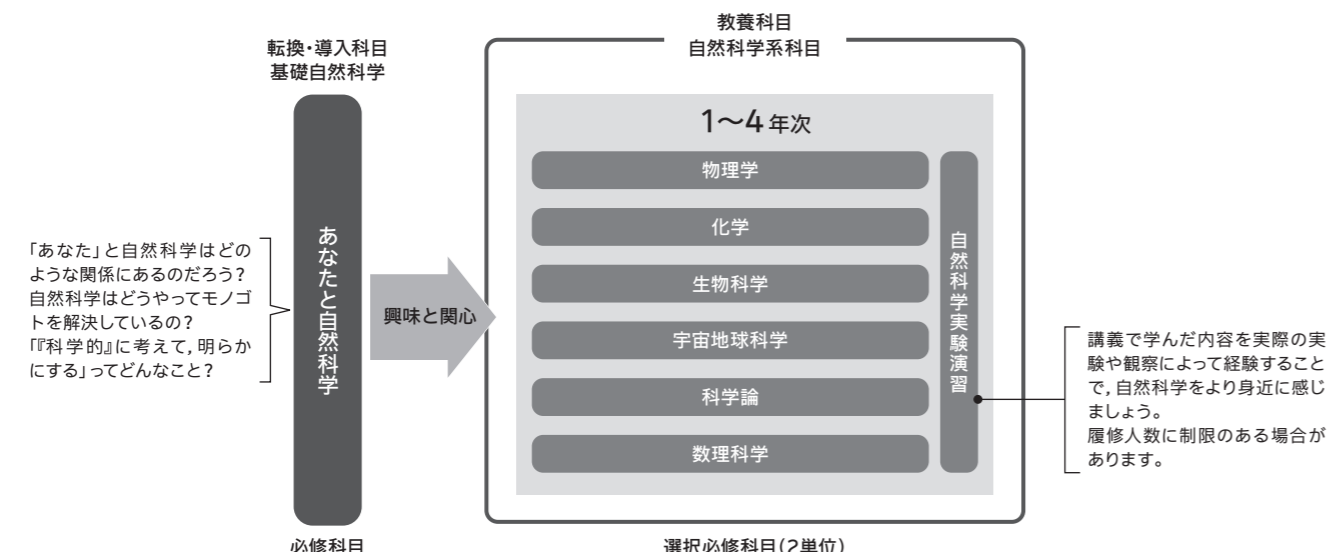 転換・導入科目
基礎自然科学
あなたと自然科学
必修科目
「あなた」と自然科学はどの
ような関係にあるのだろう?
自然科学はどうやってモノゴ
トを解決しているの?
「『科学的』に考えて,明らか
にする」ってどんなこと?
興味と関心
教養科目
自然科学系科目
1〜4年次
物理学
化学
生物科学
宇宙地球科学
科学論
数理科学
自然科学実験演習
選択必修科目(2単位)
講義で学んだ内容を実際の実
験や観察によって経験すること
で,自然科学をより身近に感じ
ましょう。
履修人数に制限のある場合が
あります。